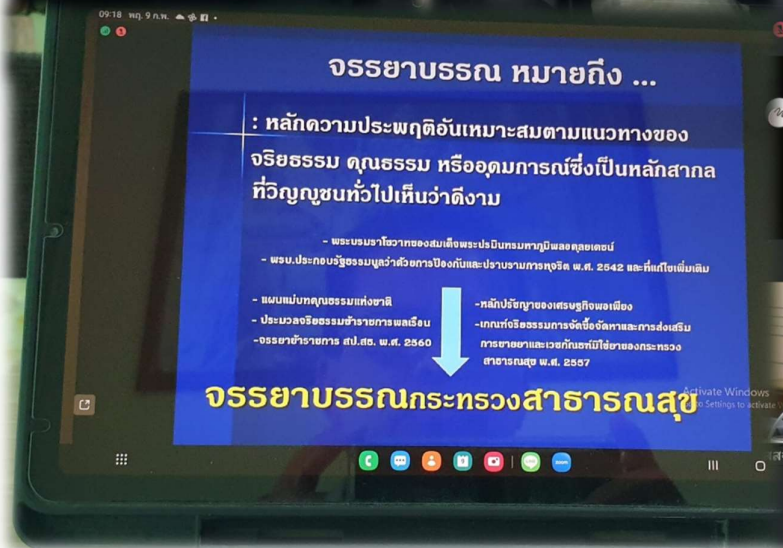 09:18 พฤ. 9 ก.พ.
จรรยาบรรณ หมายถึง ...
: หลักความประพฤติอันเหมาะสมตามแนวทางของ
จริยธรรม คุณธรรม หรืออุดมการณ์ซึ่งเป็นหลักสากล
ที่วิญญูชนทั่วไปเห็นว่าดีงาม
- พระบรมราโชวาทของสมเด็จพระปรมินทรมหาภูมิพลอดุลยเดชน์
- พรบ.ประกอบรัฐธรรมนูลว่าด้วยการป้องกันและปราบรามการทุจริต พ.ศ. 2542 และที่แก้ไขเพิ่มเติม
- แผนแม่บทคุณธรรมแห่งชาติ
- ประมวลจริยธรรมข้าราชการพลเรือน
-จรรยาข้าราชการ สป.สธ. พ.ศ. 2560
-หลักปรัชญาของเศรษฐกิจพอเพียง
-เกณฑ์จริยธรรมการจัดซื้อจัดหาและการส่งเสริม
การขายยาและเวชภัณฑ์ที่มิใช่ยาของกระทรวง
สาธารณสุข พ.ศ. 2557
จรรยาบรรณกระทรวงสาธารณสุข
Activate Windows
to Settings to activate
zoom